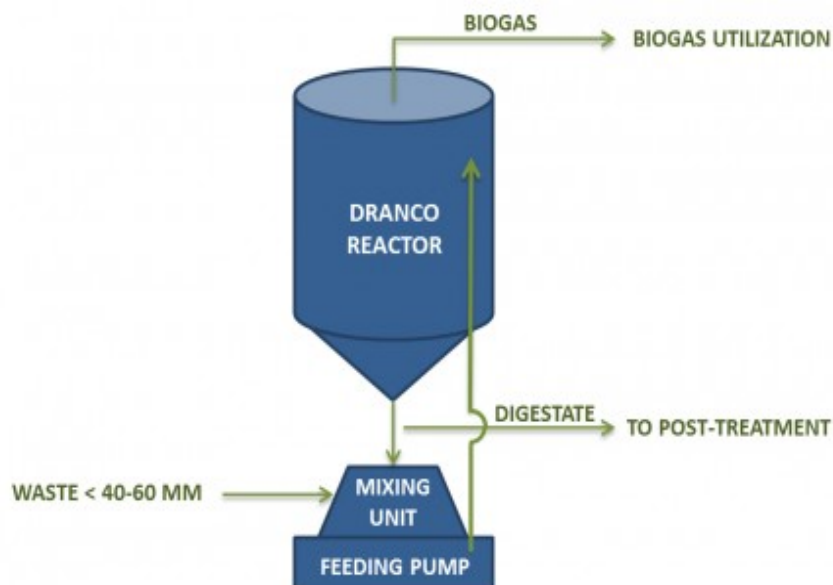 BIOGAS
BIOGAS UTILIZATION
DRANCO
REACTOR
DIGESTATE
TO POST-TREATMENT
WASTE < 40-60 MM
MIXING
UNIT
FEEDING PUMP